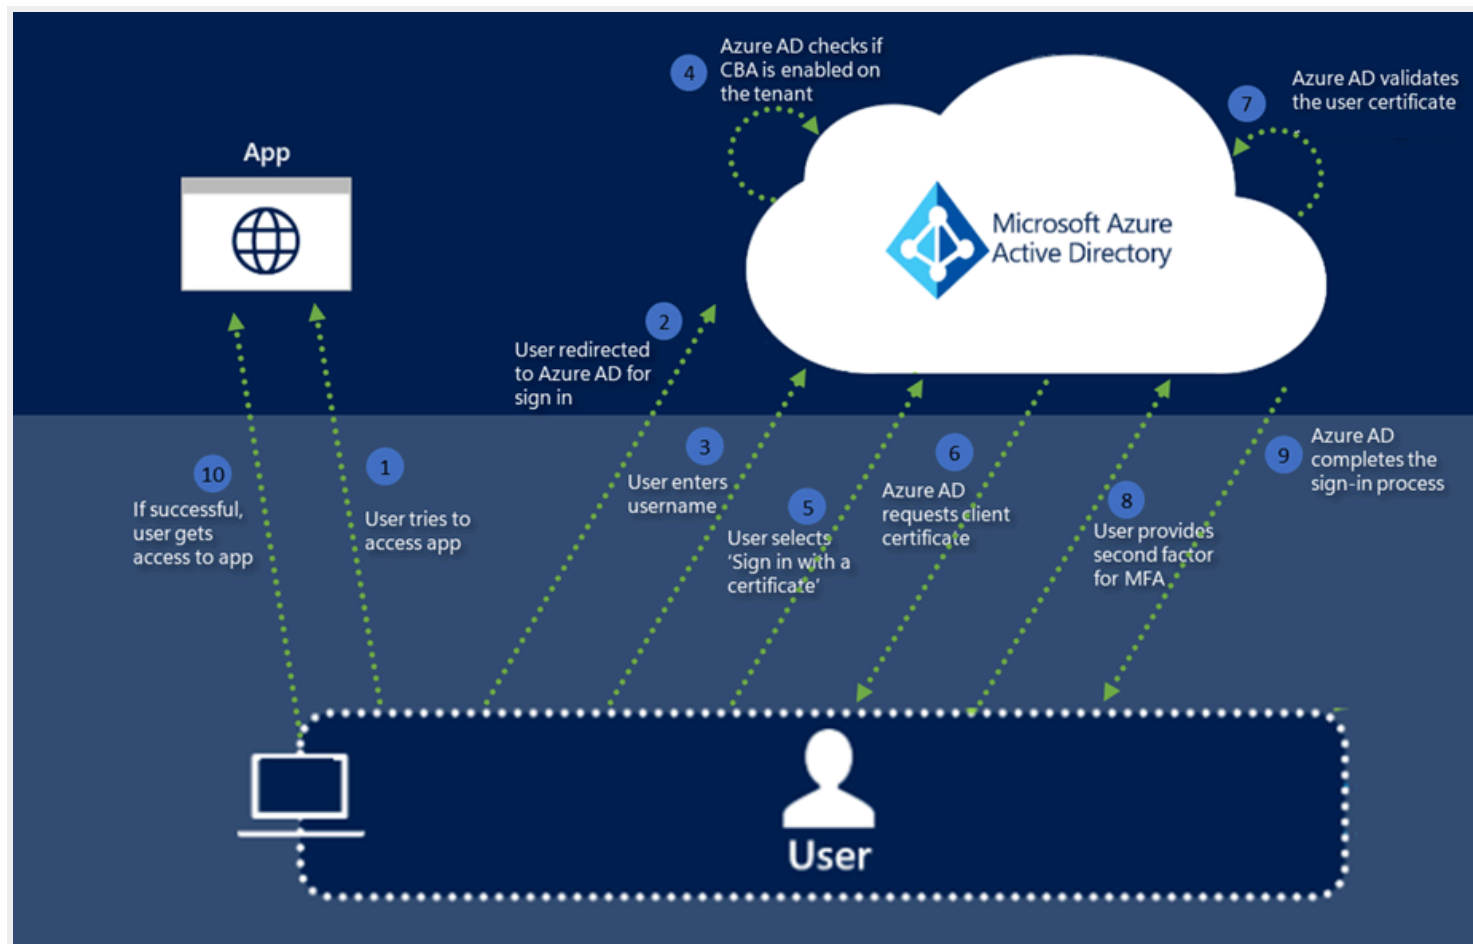 4
Azure AD checks if
CBA is enabled on
the tenant
7
Azure AD validates
the user certificate
App
Microsoft Azure
Active Directory
2
User redirected
to Azure AD for
sign in
3
User enters
username
5
User selects
‘Sign in with a
certificate’
6
Azure AD
requests client
certificate
8
User provides
second factor
for MFA
9
Azure AD
completes the
sign-in process
10
If successful,
user gets
access to app
1
User tries to
access app
User